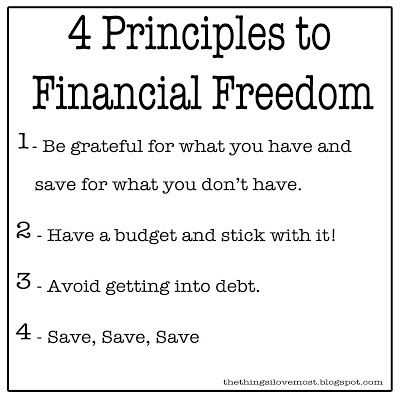 4 Principles to
Financial Freedom
1- Be grateful for what you have and
save for what you don't have.
2 - Have a budget and stick with it!
3 - Avoid getting into debt.
4 - Save, Save, Save
thethingsilovemost.blogspot.com